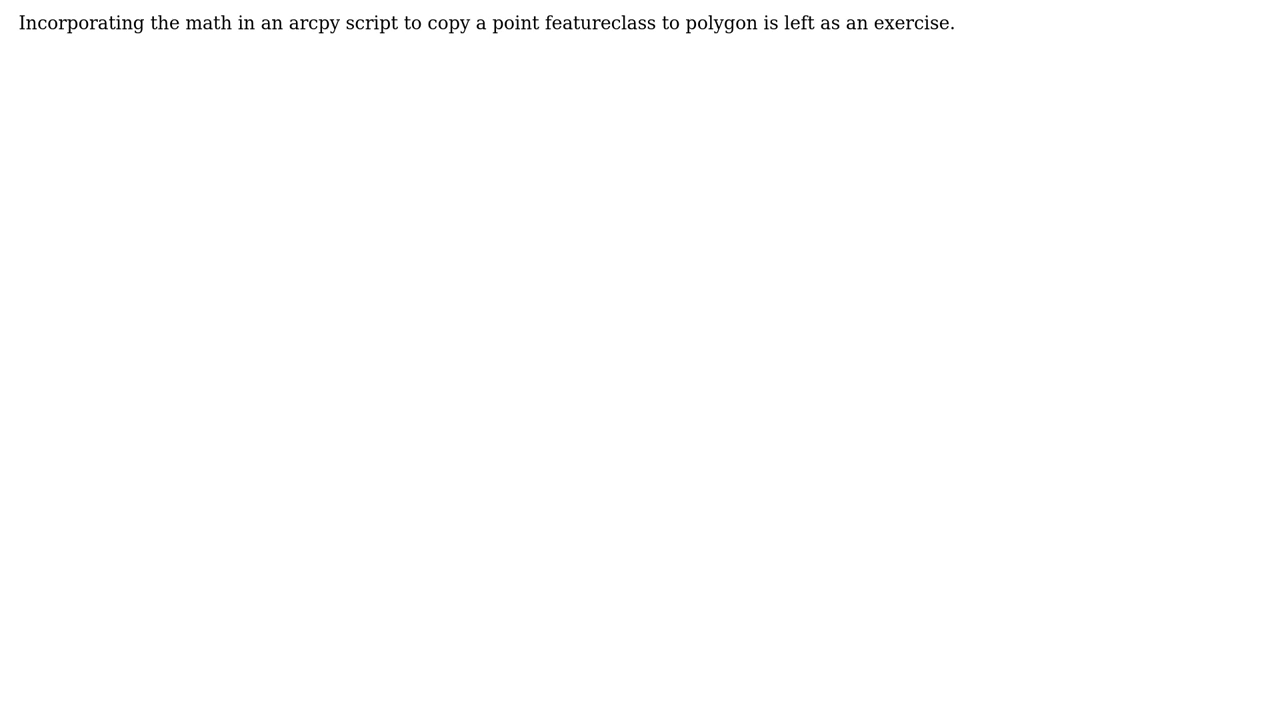 Incorporating the math in an arcpy script to copy a point featureclass to polygon is left as an exercise.